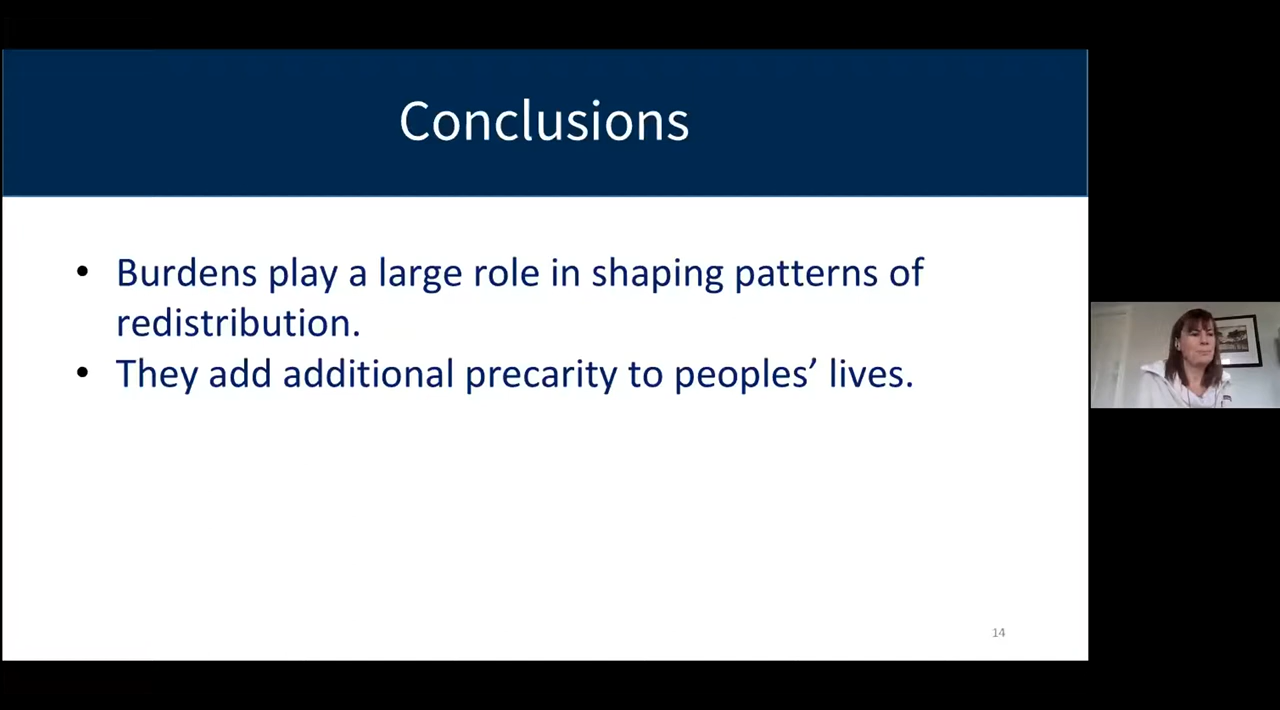 Conclusions
• Burdens play a large role in shaping patterns of
redistribution.
• They add additional precarity to peoples’ lives.
14